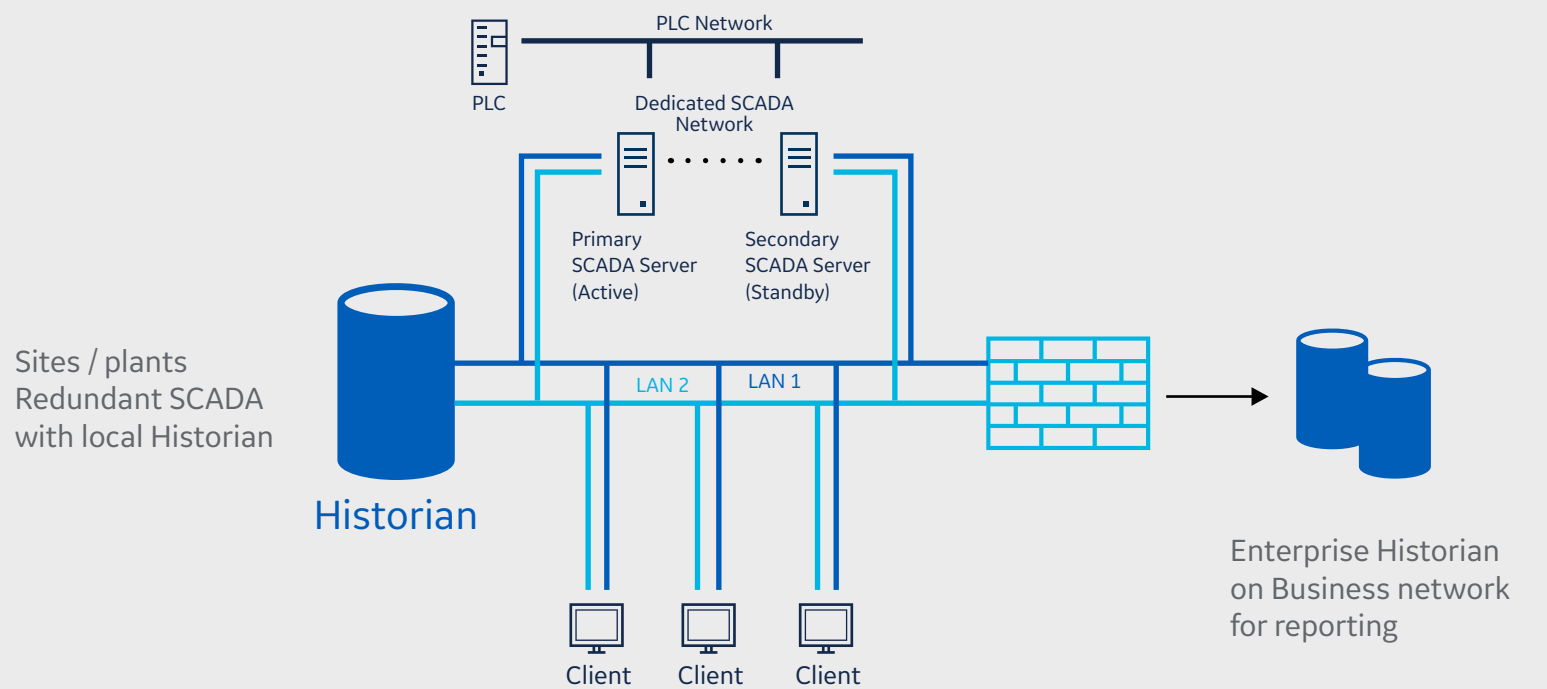 PLC Network
PLC
Dedicated SCADA
Network
Primary
SCADA Server
(Active)
Secondary
SCADA Server
(Standby)
Sites / plants
Redundant SCADA
with local Historian
LAN 2
LAN 1
Historian
Enterprise Historian
on Business network
for reporting
Client
Client
Client